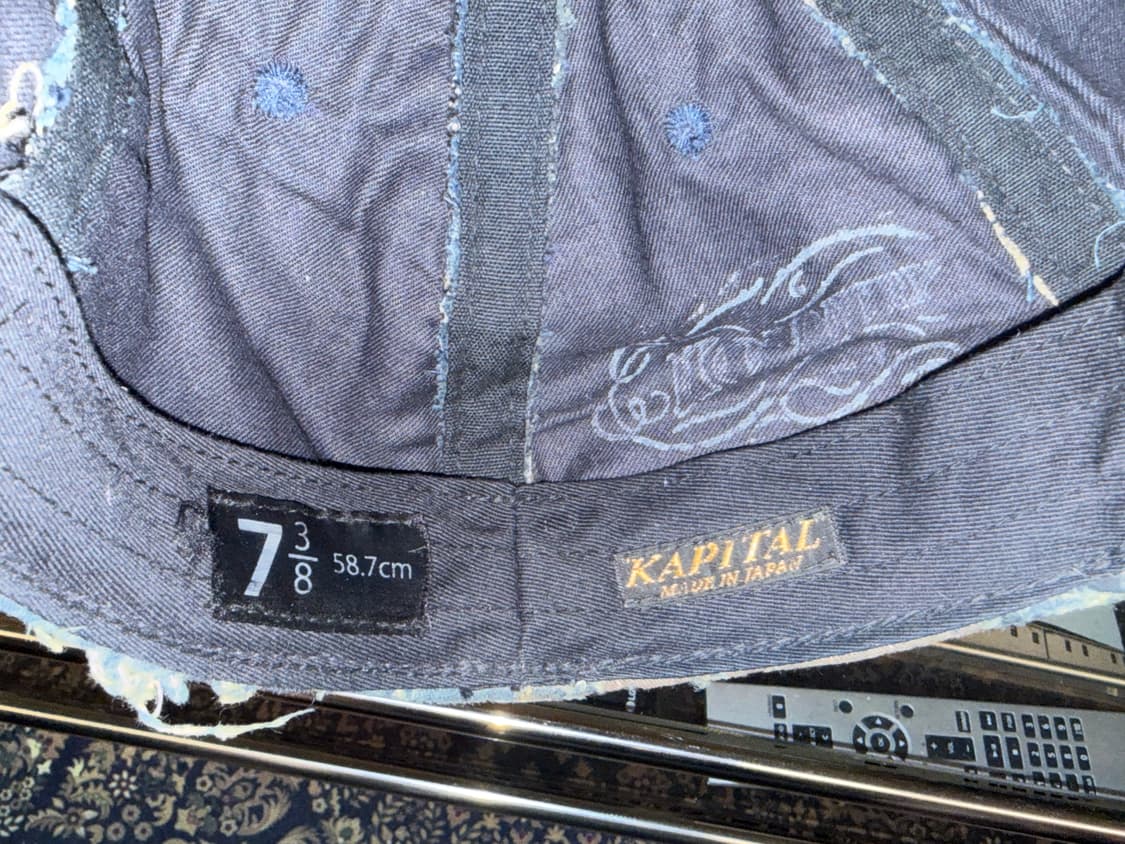 7 3/8 58.7cm
KAPITAL
MADE IN JAPAN